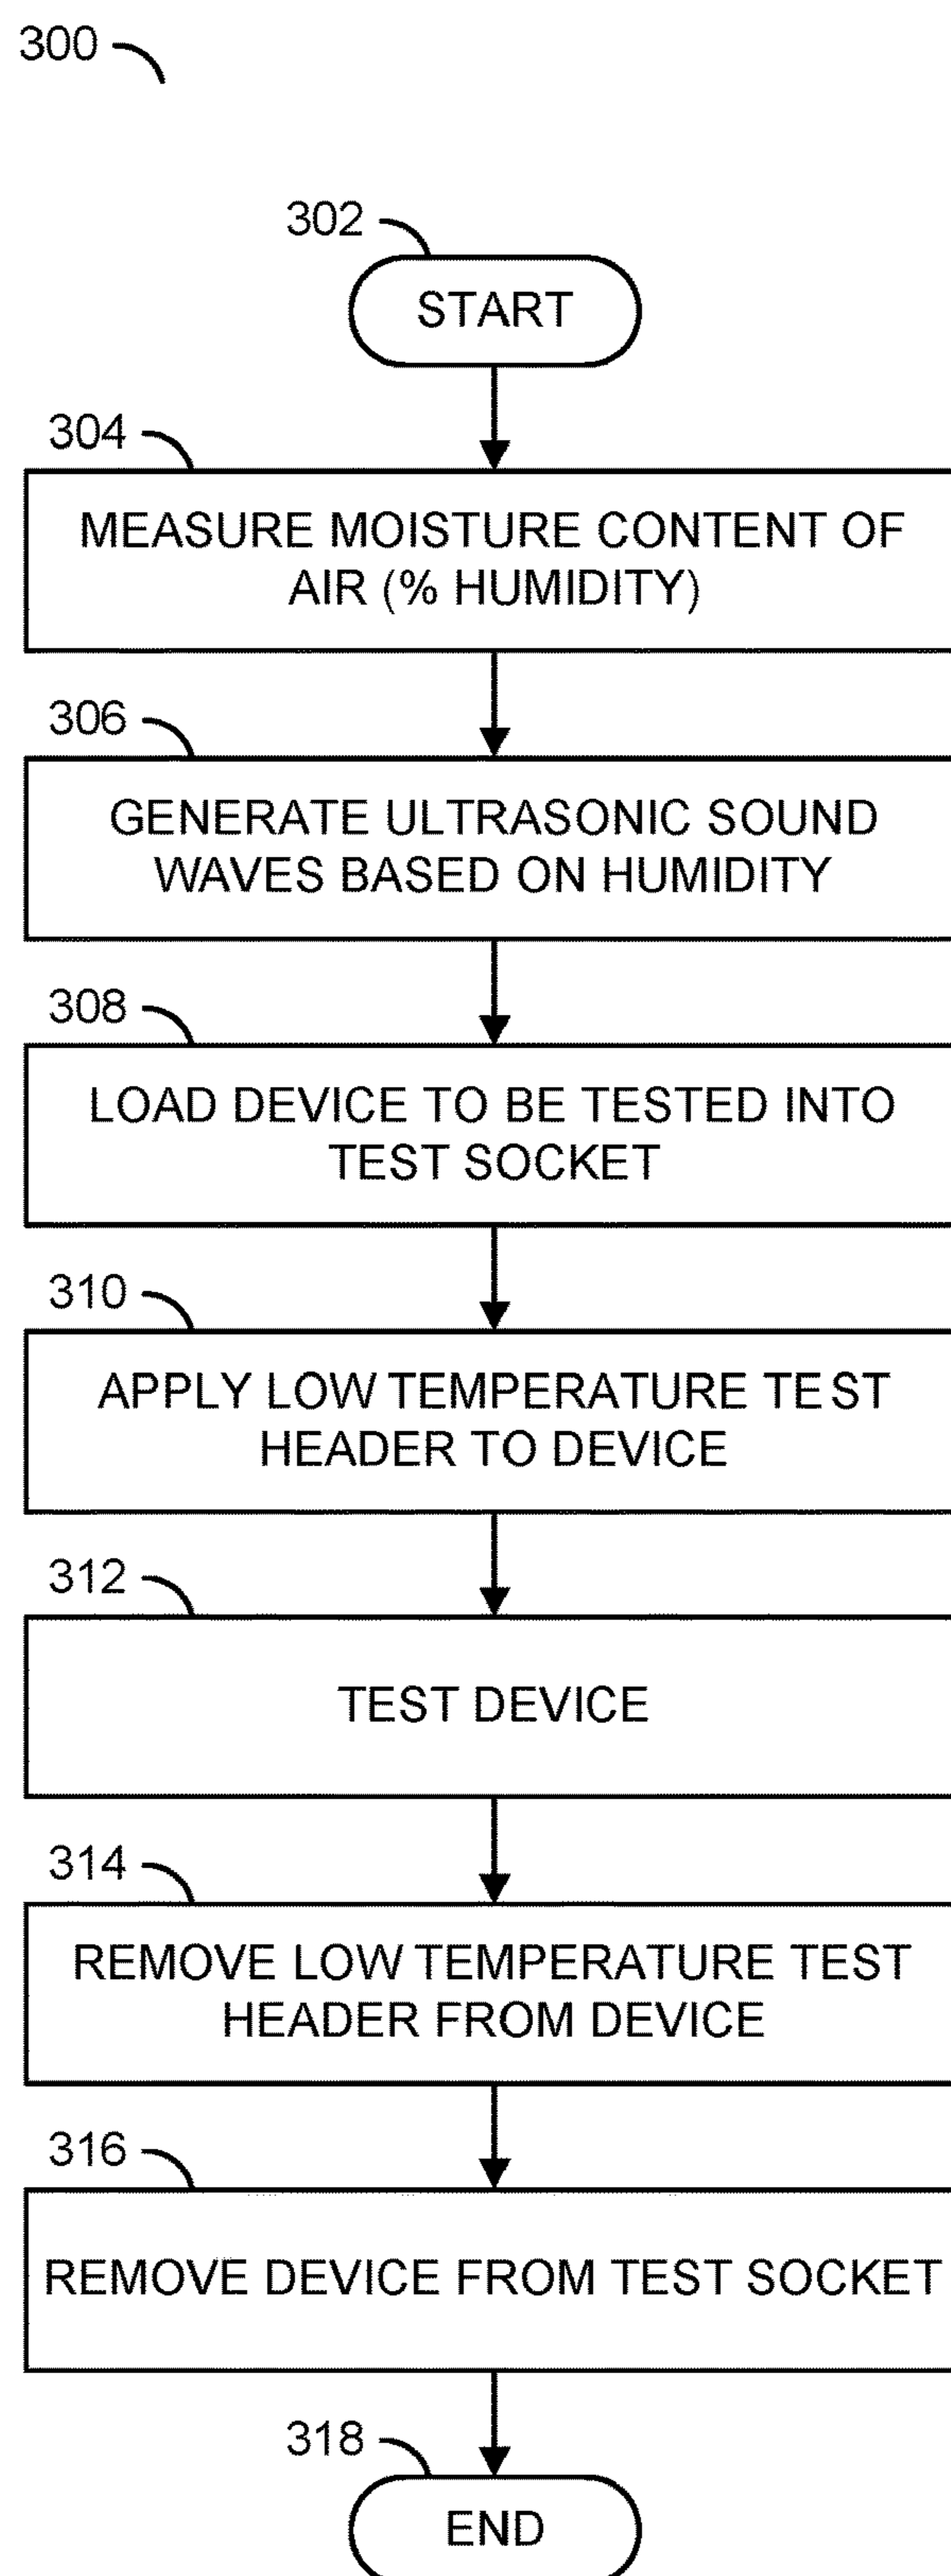 300
302
START
304
MEASURE MOISTURE CONTENT OF
AIR (% HUMIDITY)
306
GENERATE ULTRASONIC SOUND
WAVES BASED ON HUMIDITY
308
LOAD DEVICE TO BE TESTED INTO
TEST SOCKET
310
APPLY LOW TEMPERATURE TEST
HEADER TO DEVICE
312
TEST DEVICE
314
REMOVE LOW TEMPERATURE TEST
HEADER FROM DEVICE
316
REMOVE DEVICE FROM TEST SOCKET
318
END